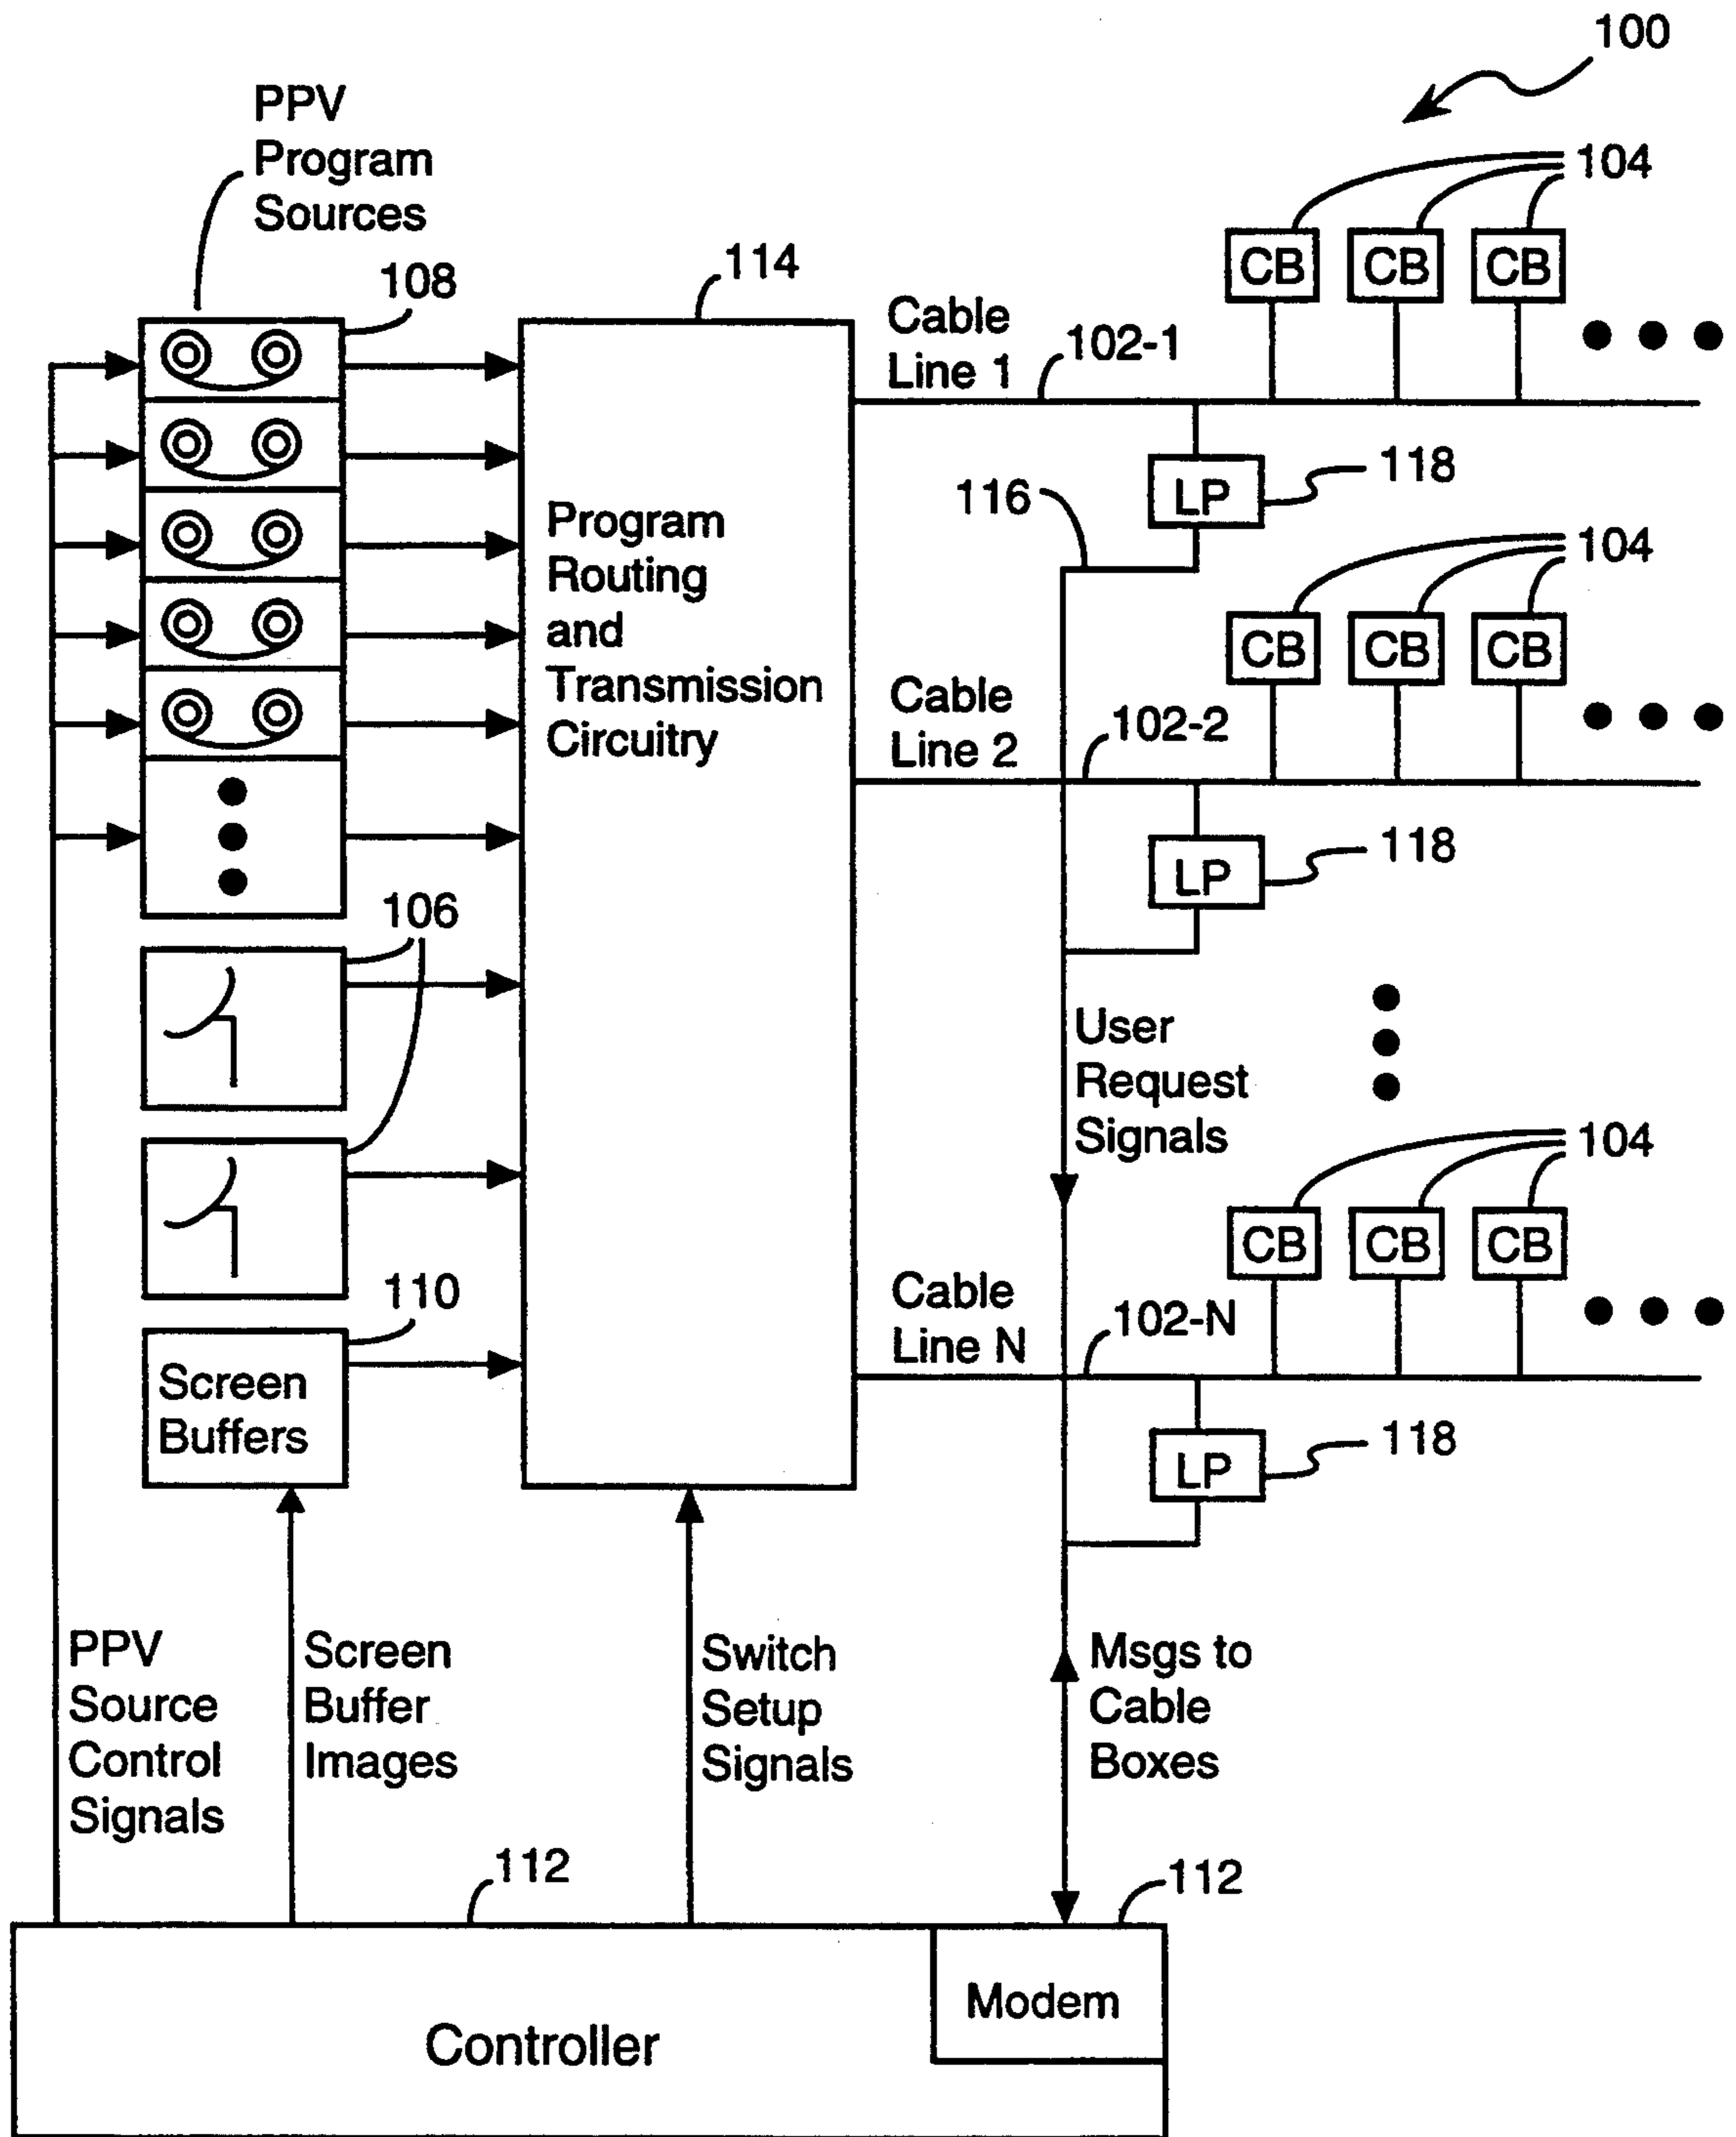 100
PPV
Program
Sources
104
108
114
CB CB CB
Cable
Line 1
102-1
LP
118
116
Program
Routing
and
Transmission
Circuitry
104
CB CB CB
Cable
Line 2
102-2
LP
118
106
User
Request
Signals
104
CB CB CB
110
Cable
Line N
102-N
Screen
Buffers
LP
118
PPV
Source
Control
Signals
Screen
Buffer
Images
Switch
Setup
Signals
Msgs to
Cable
Boxes
112
112
Modem
Controller